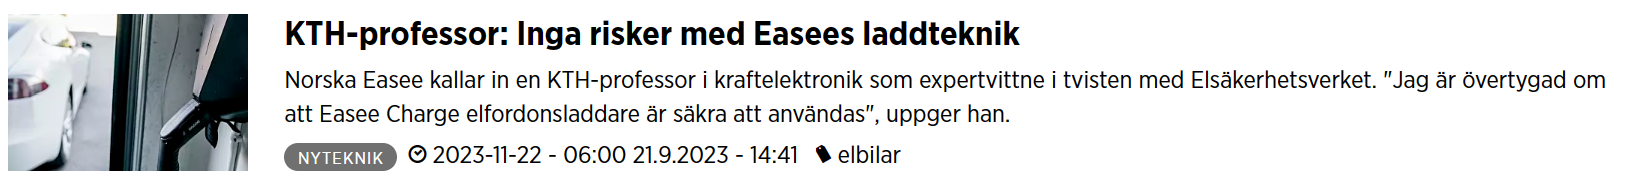 KTH-professor: Inga risker med Easees laddteknik
Norska Easee kallar in en KTH-professor i kraftelektronik som expertvittne i tvisten med Elsäkerhetsverket. "Jag är övertygad om
att Easee Charge elfordonsladdare är säkra att användas", uppger han.
NYTEKNIK 2023-11-22 - 06:00 21.9.2023 - 14:41 elbilar